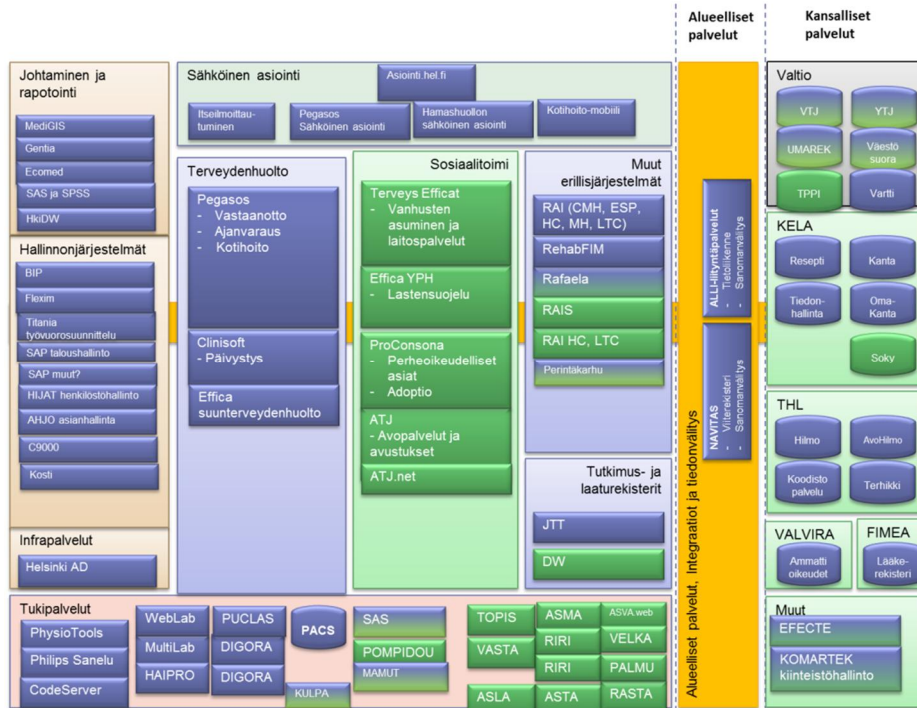 Alueelliset
palvelut
Kansalliset
palvelut
Johtaminen ja
rapotointi
MediGIS
Gentia
Ecomed
SAS ja SPSS
HkiDW
Hallinnonjärjestelmät
BIP
Flexim
Titania
työvuorosuunnittelu
SAP taloushallinto
SAP muut?
HIJAT henkilöstöhallinto
AHJO asianhallinta
C9000
Kosti
Infrapalvelut
Helsinki AD
Sähköinen asiointi
Asiointi.hel.fi
Itseilmoittau-
tuminen
Pegasos
Sähköinen asiointi
Hamashuollon
sähköinen asiointi
Kotihoito-mobiili
Terveydenhuolto
Pegasos
- Vastaanotto
- Ajanvaraus
- Kotihoito
Clinisoft
- Päivystys
Effica
suunterveydenhuolto
Sosiaalitoimi
Terveys Efficat
- Vanhusten
asuminen ja
laitospalvelut
Effica YPH
- Lastensuojelu
ProConsona
- Perheoikeudelliset
asiat
- Adoptio
ATJ
- Avopalvelut ja
avustukset
ATJ.net
Muut
erillisjärjestelmät
RAI (CMH, ESP,
HC, MH, LTC)
RehabFIM
Rafaela
RAIS
RAI HC, LTC
Perintäkarhu
Tutkimus- ja
laaturekisterit
JTT
DW
Alueelliset palvelut, Integraatiot ja tiedonvälitys
ALLI-liityntäpalvelut
- Tietoliikenne
- Sanomanvälitys
NAVITAS
- Viiterekisteri
- Sanomanvälitys
Valtio
VTJ
YTJ
UMAREK
Väestö
suora
TPPI
Vartti
KELA
Resepti
Kanta
Tiedon-
hallinta
Oma-
Kanta
Soky
THL
Hilmo
AvoHilmo
Koodisto
palvelu
Terhikki
VALVIRA
Ammatti
oikeudet
FIMEA
Lääke-
rekisteri
Muut
EFECTE
KOMARTEK
kiinteistöhallinto
Tukipalvelut
PhysioTools
Philips Sanelu
CodeServer
WebLab
MultiLab
HAIPRO
PUCLAS
DIGORA
DIGORA
PACS
KULPA
SAS
POMPIDOU
MAMUT
TOPIS
VASTA
ASLA
ASMA
RIRI
RIRI
ASTA
ASVA.web
VELKA
PALMU
RASTA